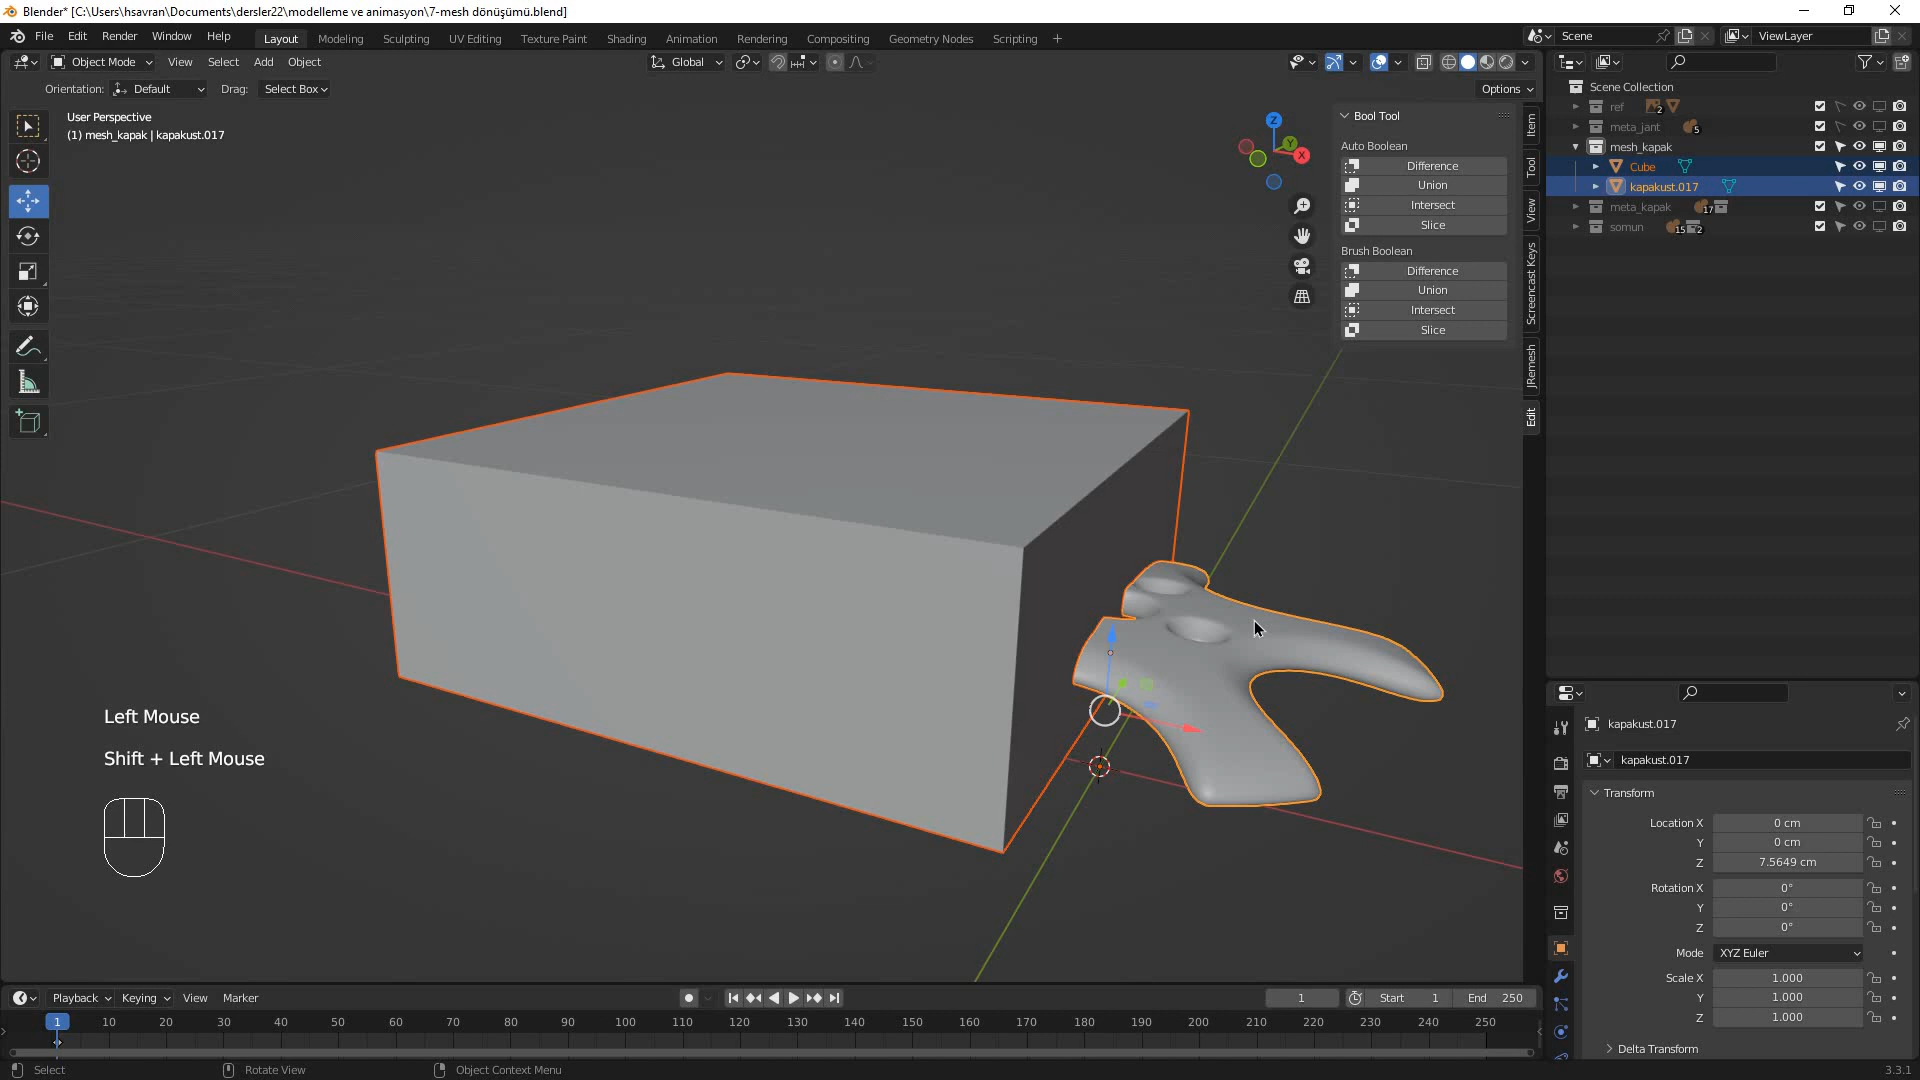 Blender* [C:\Users\hsavran\Documents\dersler22\modelleme ve animasyon\7-mesh dönüşümü.blend]
File Edit Render Window Help Layout Modeling Sculpting UV Editing Texture Paint Shading Animation Rendering Compositing Geometry Nodes Scripting + Scene ViewLayer
Object Mode View Select Add Object Global
Orientation: Default Drag: Select Box Options
User Perspective
(1) mesh_kapak | kapakust.017
Z
Y
X
Bool Tool
Auto Boolean
Difference
Union
Intersect
Slice
Brush Boolean
Difference
Union
Intersect
Slice
Item
Tool
View
Screencast Keys
JRemesh
Edit
Scene Collection
ref 2
meta_jant 5
mesh_kapak
Cube
kapakust.017
meta_kapak 17
somun 15 2
Left Mouse
Shift + Left Mouse
kapakust.017
kapakust.017
Transform
Location X 0 cm
Y 0 cm
Z 7.5649 cm
Rotation X 0°
Y 0°
Z 0°
Mode XYZ Euler
Scale X 1.000
Y 1.000
Z 1.000
Delta Transform
Playback Keying View Marker 1 Start 1 End 250
1 10 20 30 40 50 60 70 80 90 100 110 120 130 140 150 160 170 180 190 200 210 220 230 240 250
Select Rotate View Object Context Menu 3.3.1